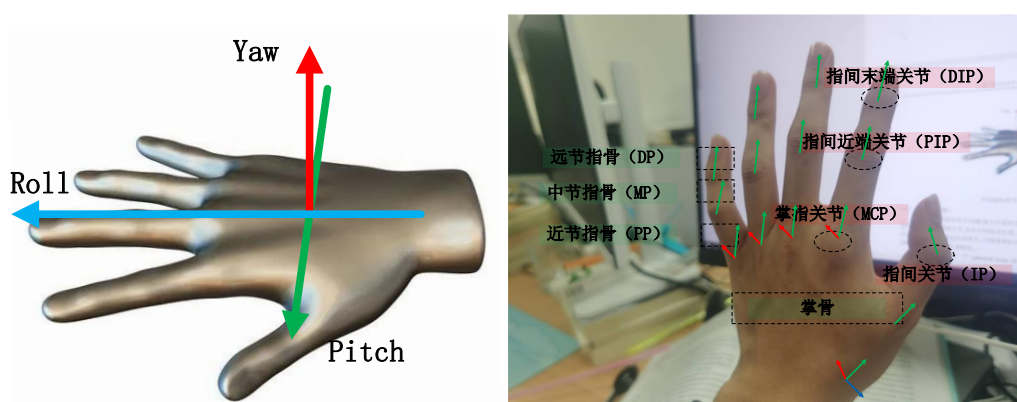 Yaw
Roll
Pitch
指间末端关节（DIP）
指间近端关节（PIP）
远节指骨（DP）
中节指骨（MP）
掌指关节（MCP）
近节指骨（PP）
指间关节（IP）
掌骨